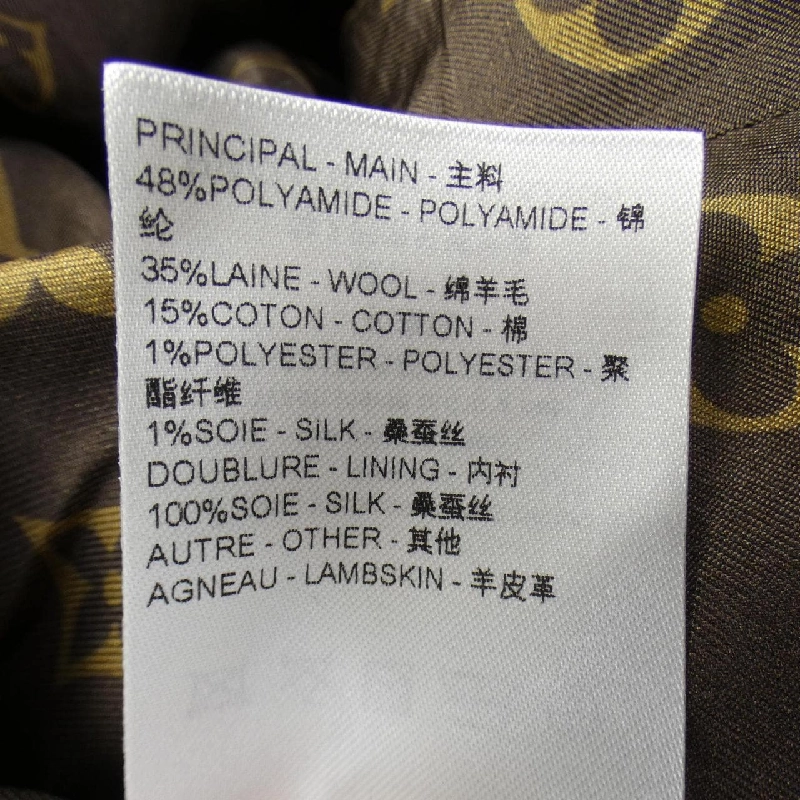 PRINCIPAL - MAIN - 主料
48%POLYAMIDE - POLYAMIDE - 锦
纶
35%LAINE - WOOL - 绵羊毛
15%COTON - COTTON - 棉
1%POLYESTER - POLYESTER - 聚
酯纤维
1%SOIE - SILK - 桑蚕丝
DOUBLURE - LINING - 内衬
100%SOIE - SILK - 桑蚕丝
AUTRE - OTHER - 其他
AGNEAU - LAMBSKIN - 羊皮革